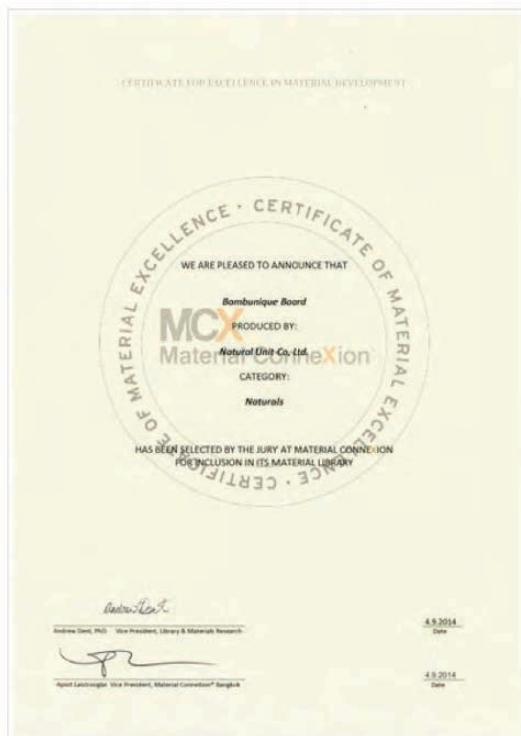 CERTIFICATE FOR EXCELLENCE IN MATERIAL DEVELOPMENT
CERTIFICATE OF MATERIAL EXCELLENCE · CERTIFICATE OF MATERIAL EXCELLENCE ·
WE ARE PLEASED TO ANNOUNCE THAT
Bambunique Board
MCX
PRODUCED BY:
Natural Unit Co., Ltd.
Material ConneXion
CATEGORY:
Naturals
HAS BEEN SELECTED BY THE JURY AT MATERIAL CONNEXION
FOR INCLUSION IN ITS MATERIAL LIBRARY
Andrew Dent
4.9.2014
Andrew Dent, PhD Vice President, Library & Materials Research
Date
4.9.2014
Vice President, Material ConneXion® Bangkok
Date